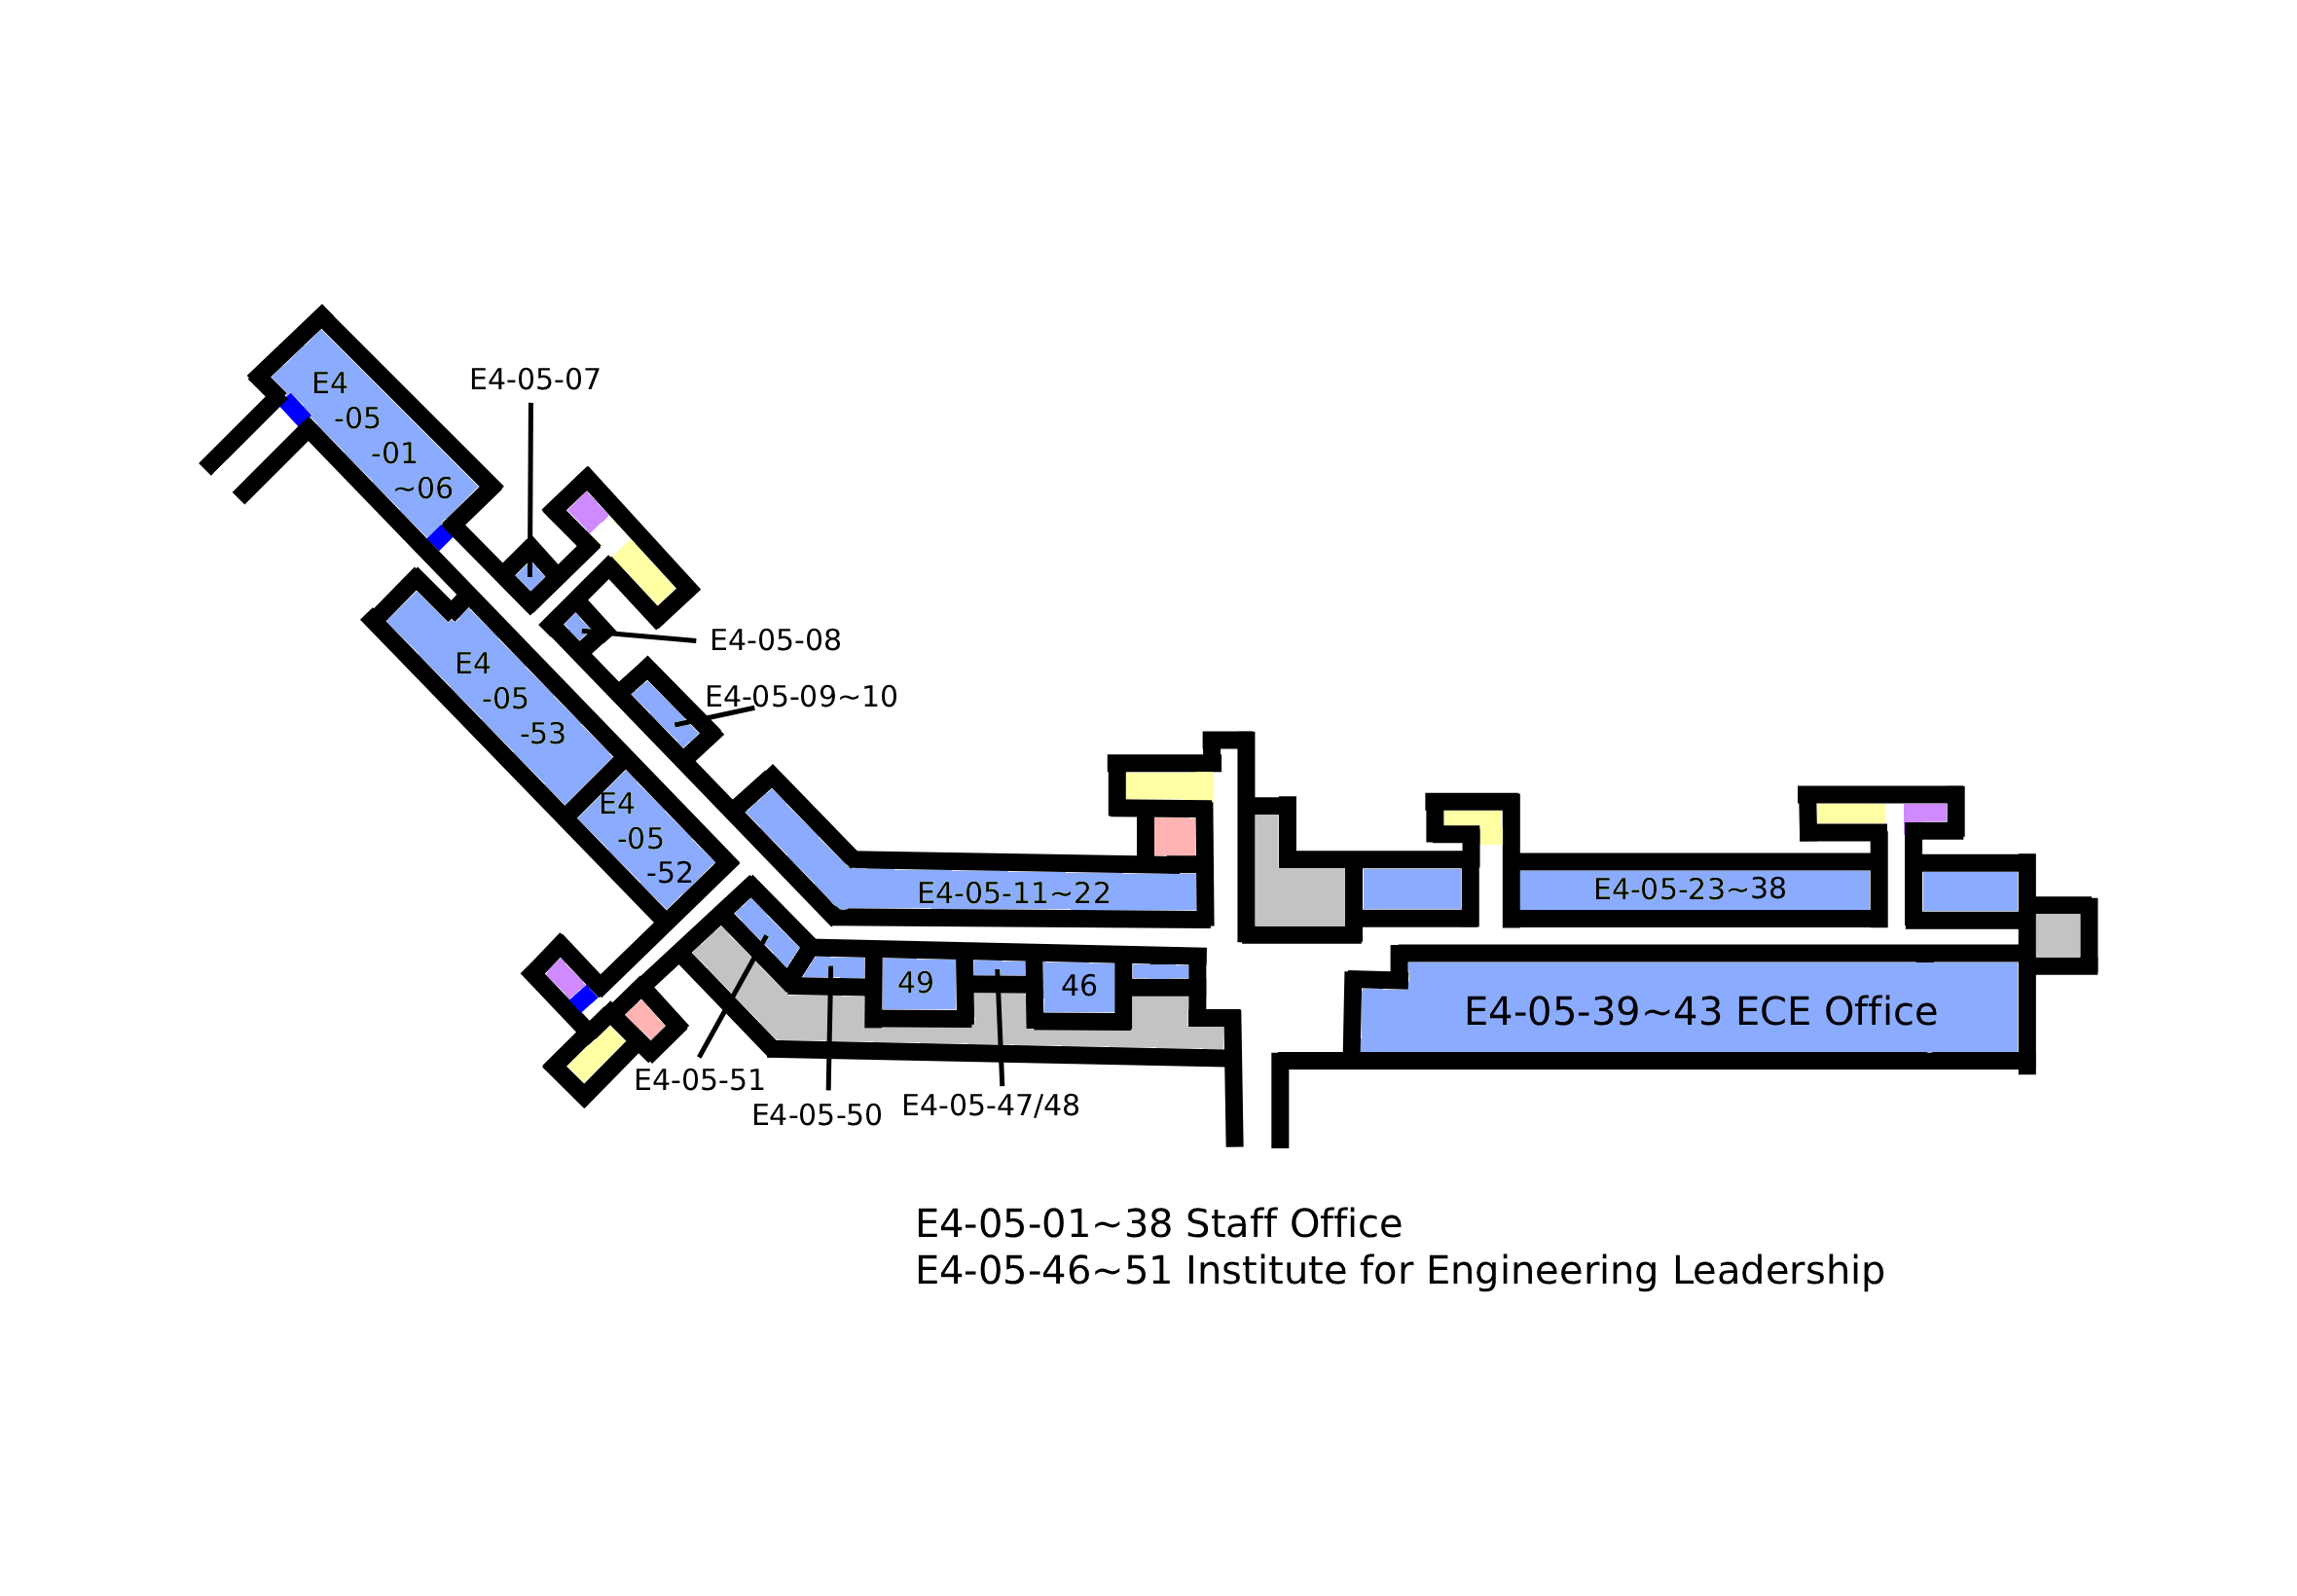 E4-05-07
E4
-05
-01
~06
E4-05-08
E4
-05
-53
E4-05-09~10
E4
-05
-52
E4-05-11~22
E4-05-23~38
49
46
E4-05-39~43 ECE Office
E4-05-51
E4-05-50
E4-05-47/48
E4-05-01~38 Staff Office
E4-05-46~51 Institute for Engineering Leadership